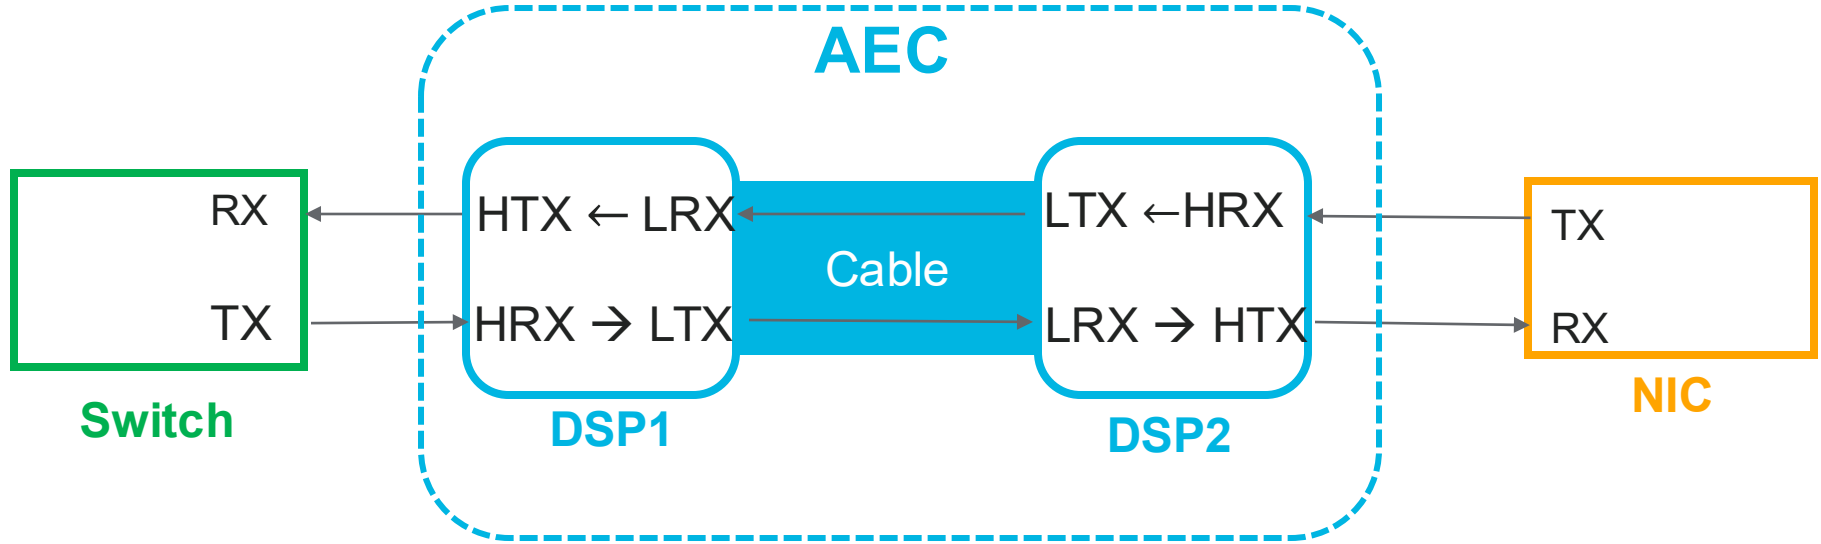 AEC
RX
HTX ← LRX
LTX ←HRX
TX
Cable
TX
HRX → LTX
LRX → HTX
RX
Switch
DSP1
DSP2
NIC